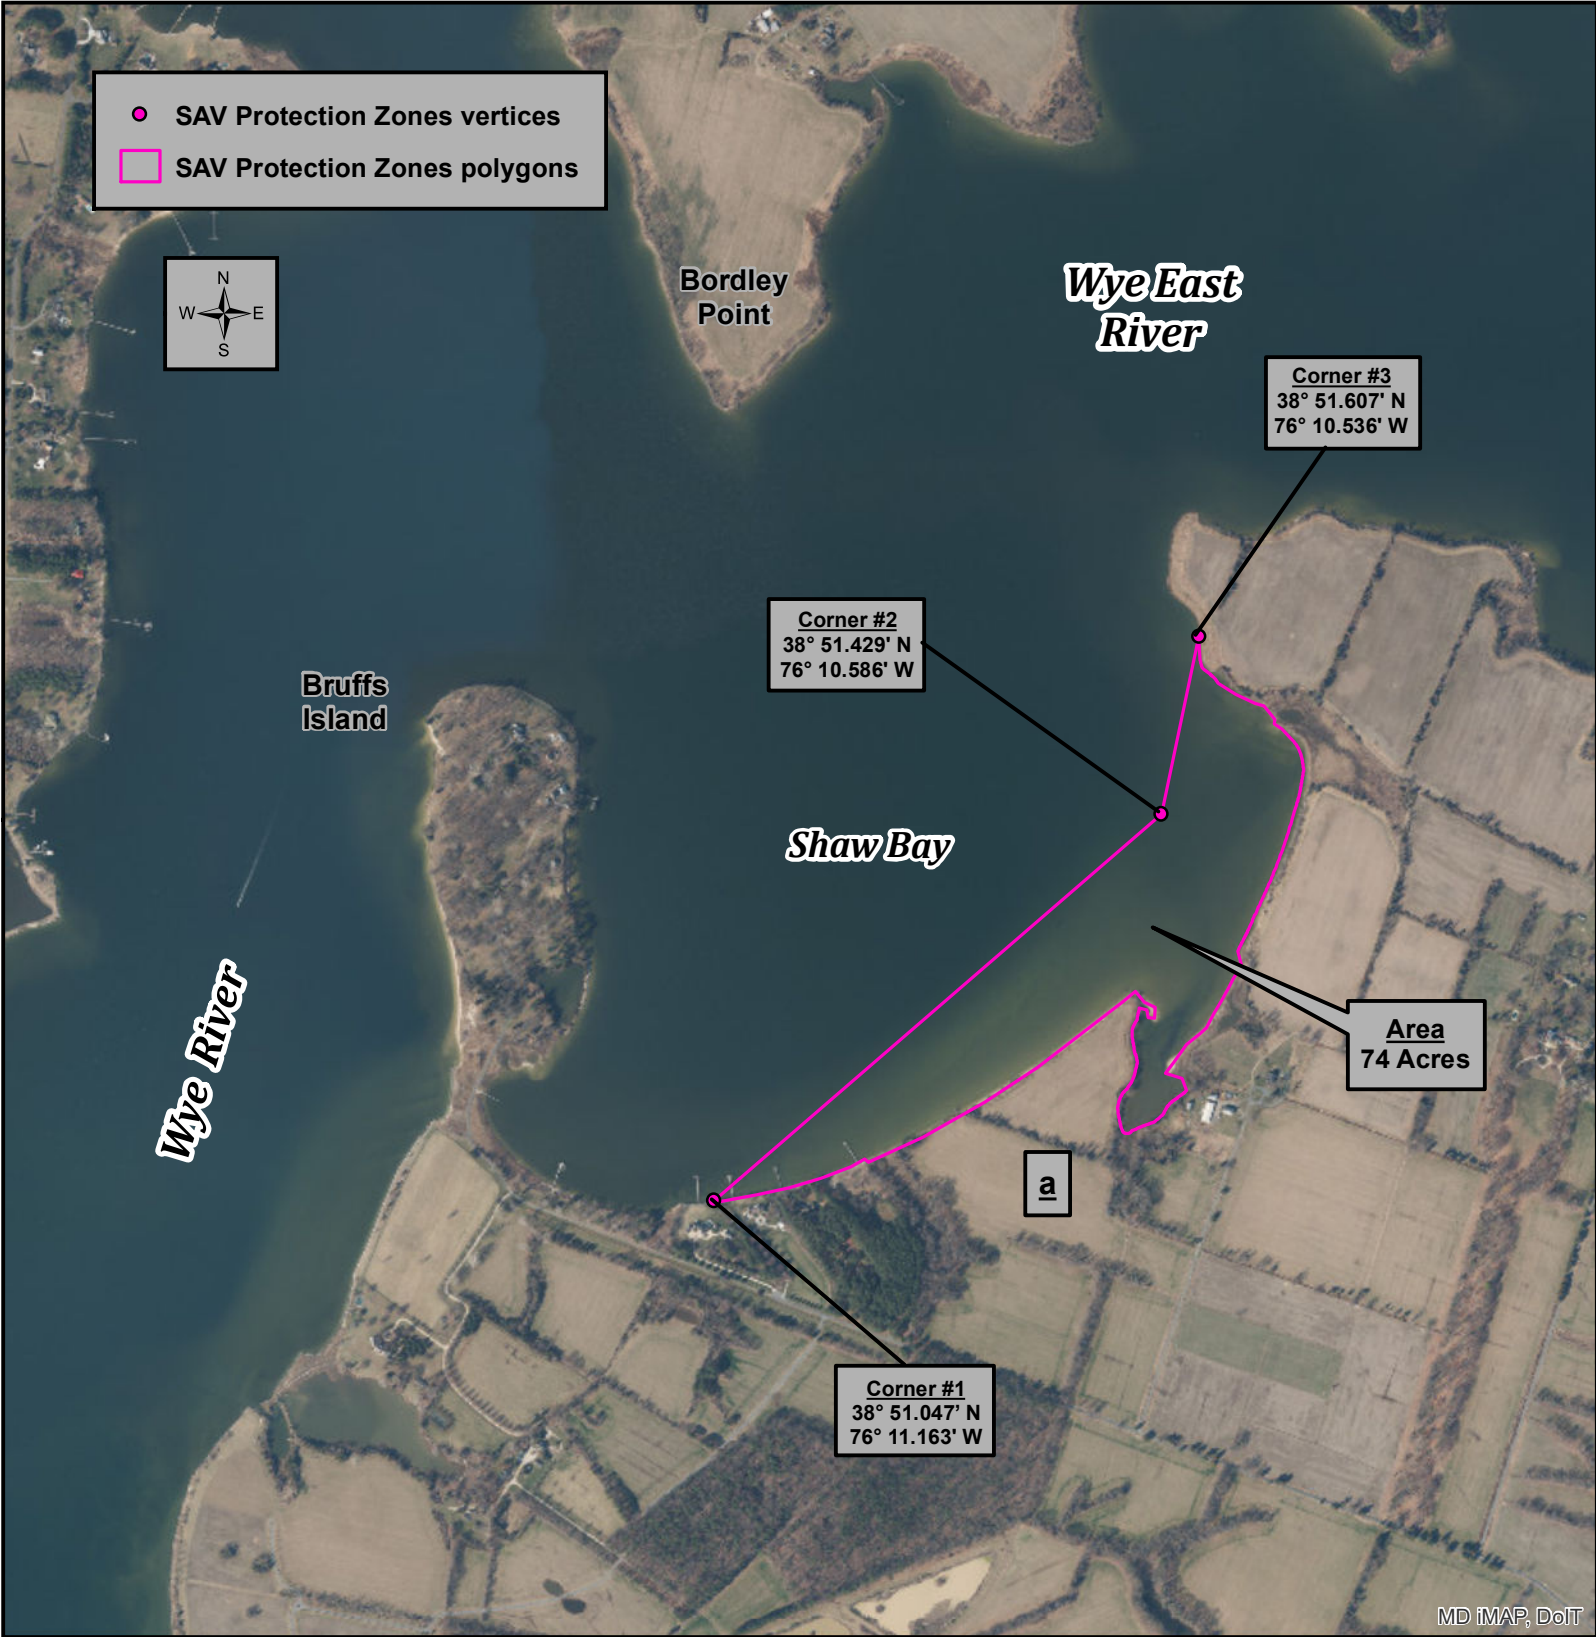 SAV Protection Zones vertices
SAV Protection Zones polygons
N
W E
S
Bordley
Point
Wye East
River
Corner #3
38° 51.607' N
76° 10.536' W
Corner #2
38° 51.429' N
76° 10.586' W
Bruffs
Island
Shaw Bay
Wye River
Area
74 Acres
a
Corner #1
38° 51.047’ N
76° 11.163' W
MD iMAP, DoIT